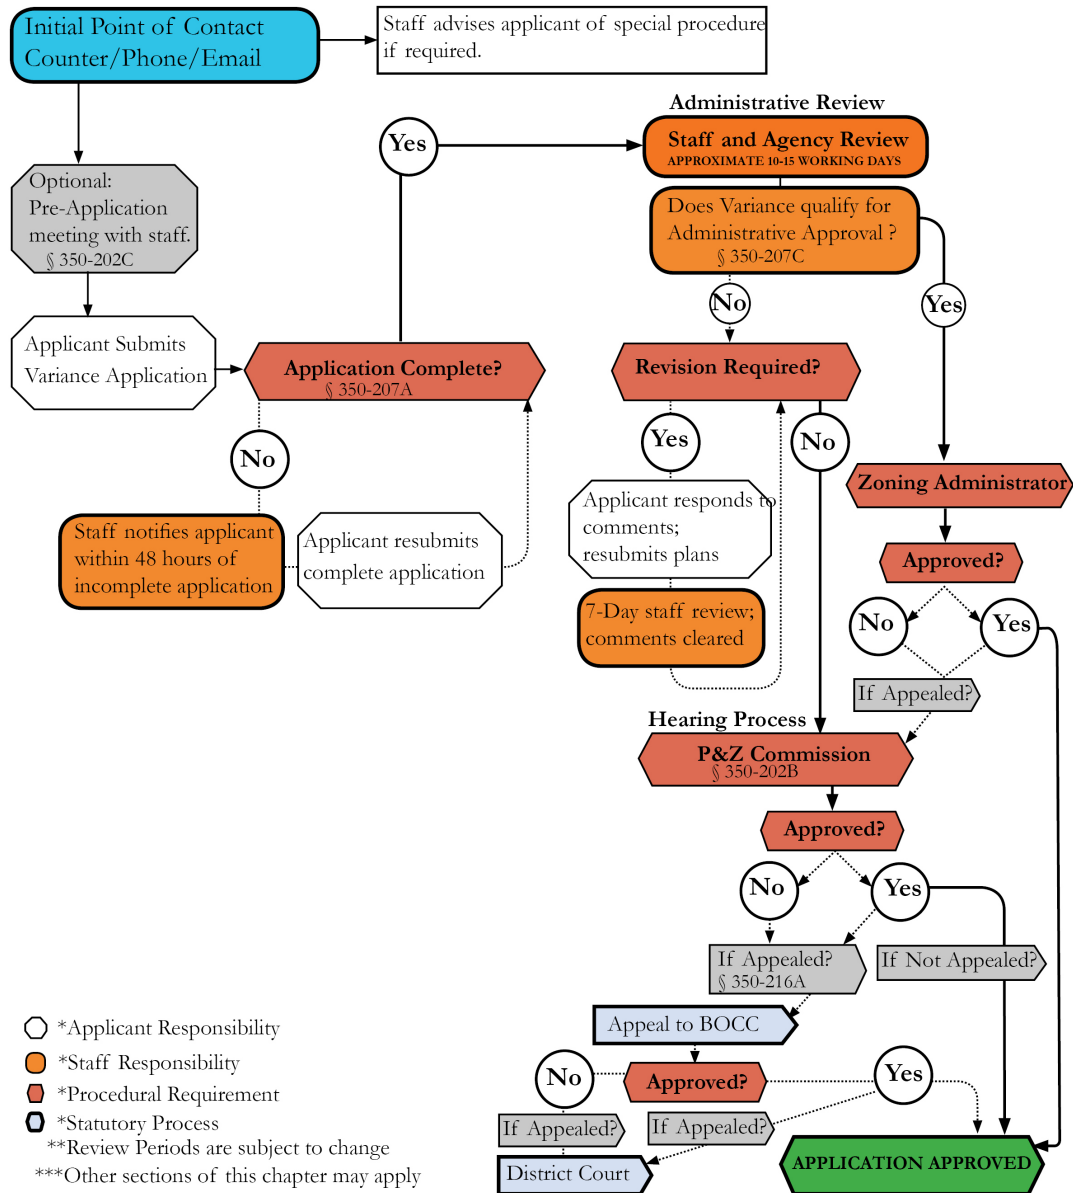 Initial Point of Contact
Counter/Phone/Email
Staff advises applicant of special procedure
if required.
Administrative Review
Staff and Agency Review
APPROXIMATE 10-15 WORKING DAYS
Yes
Optional:
Pre-Application
meeting with staff.
§ 350-202C
Does Variance qualify for
Administrative Approval ?
§ 350-207C
No
Yes
Applicant Submits
Variance Application
Application Complete?
§ 350-207A
Revision Required?
No
Yes
No
Zoning Administrator
Staff notifies applicant
within 48 hours of
incomplete application
Applicant resubmits
complete application
Applicant responds to
comments;
resubmits plans
Approved?
7-Day staff review;
comments cleared
No
Yes
If Appealed?
Hearing Process
P&Z Commission
§ 350-202B
Approved?
No
Yes
If Appealed?
§ 350-216A
If Not Appealed?
Appeal to BOCC
No
Approved?
Yes
If Appealed?
If Appealed?
District Court
APPLICATION APPROVED
*Applicant Responsibility
*Staff Responsibility
*Procedural Requirement
*Statutory Process
**Review Periods are subject to change
***Other sections of this chapter may apply